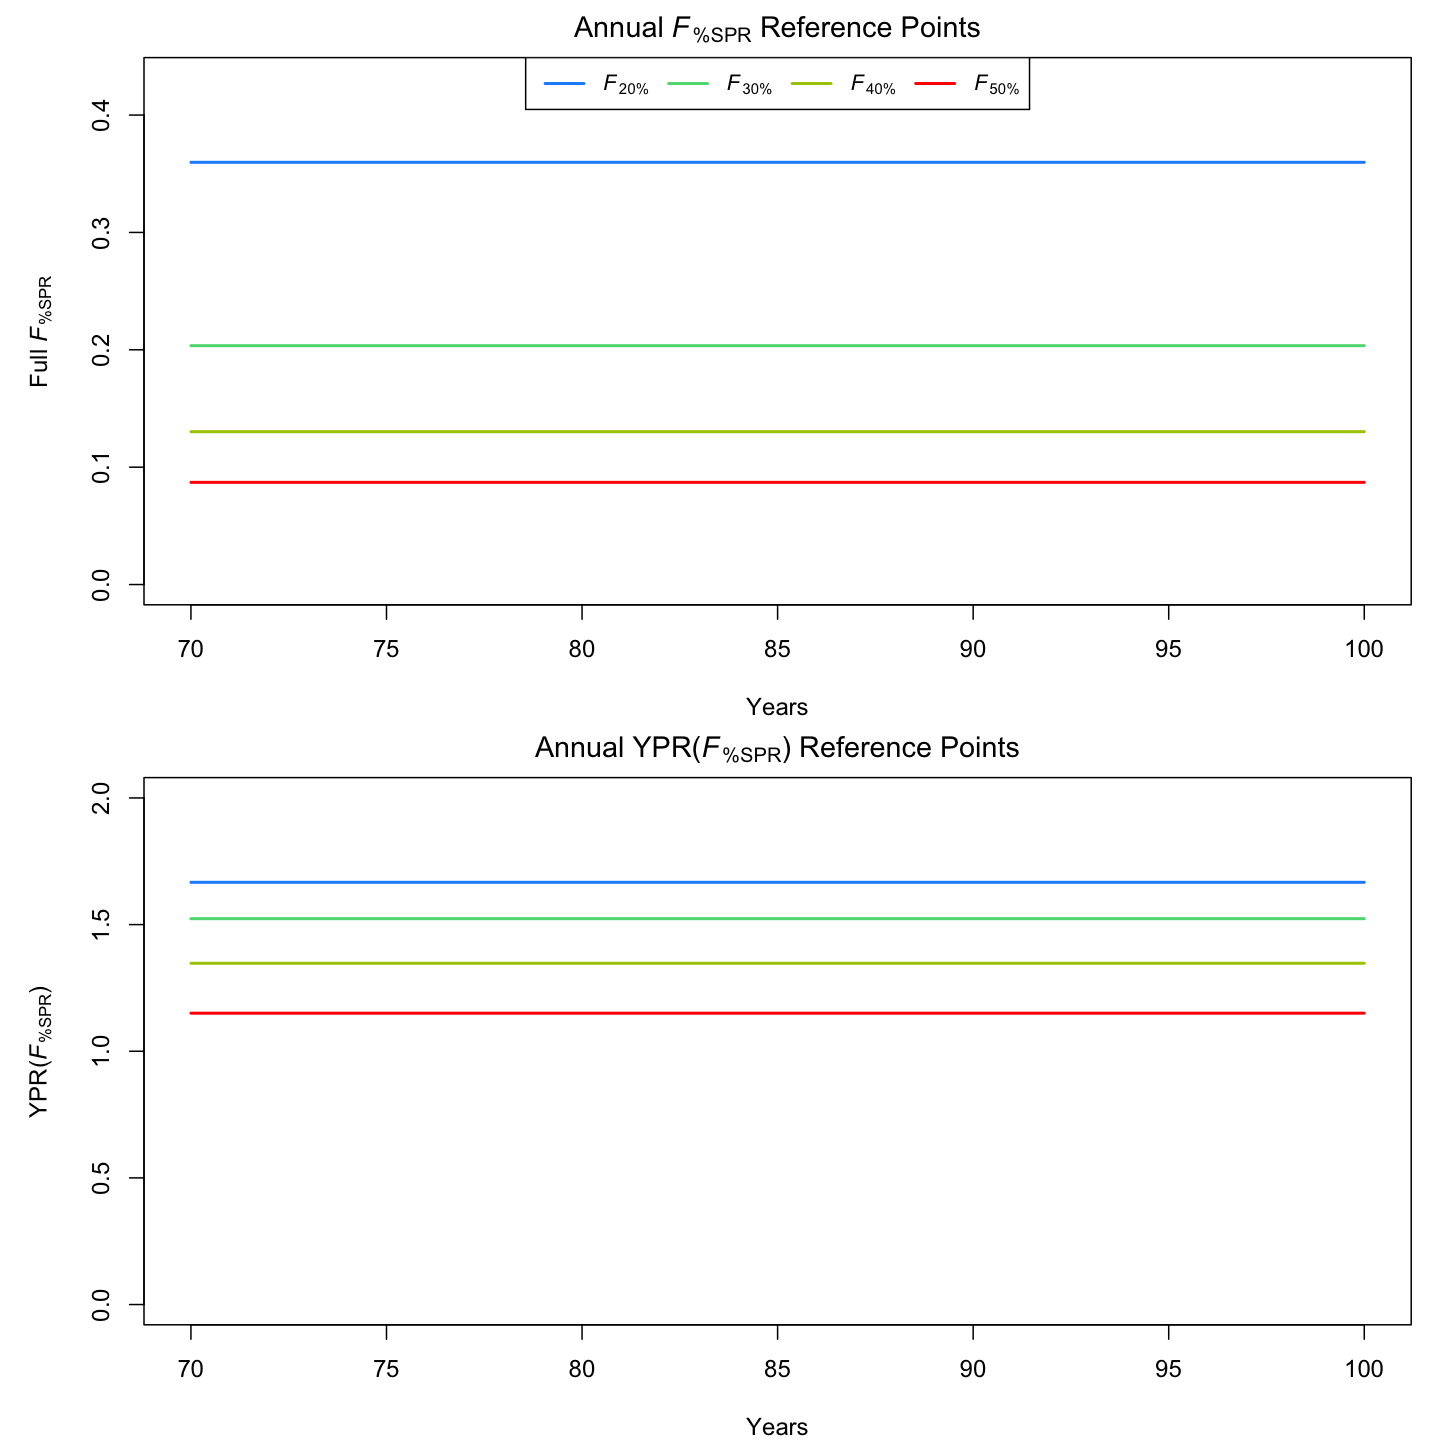 Annual F%SPR Reference Points
F20% F30% F40% F50%
Full F%SPR
0.4
0.3
0.2
0.1
0.0
70 75 80 85 90 95 100
Years
Annual YPR(F%SPR) Reference Points
YPR(F%SPR)
2.0
1.5
1.0
0.5
0.0
70 75 80 85 90 95 100
Years